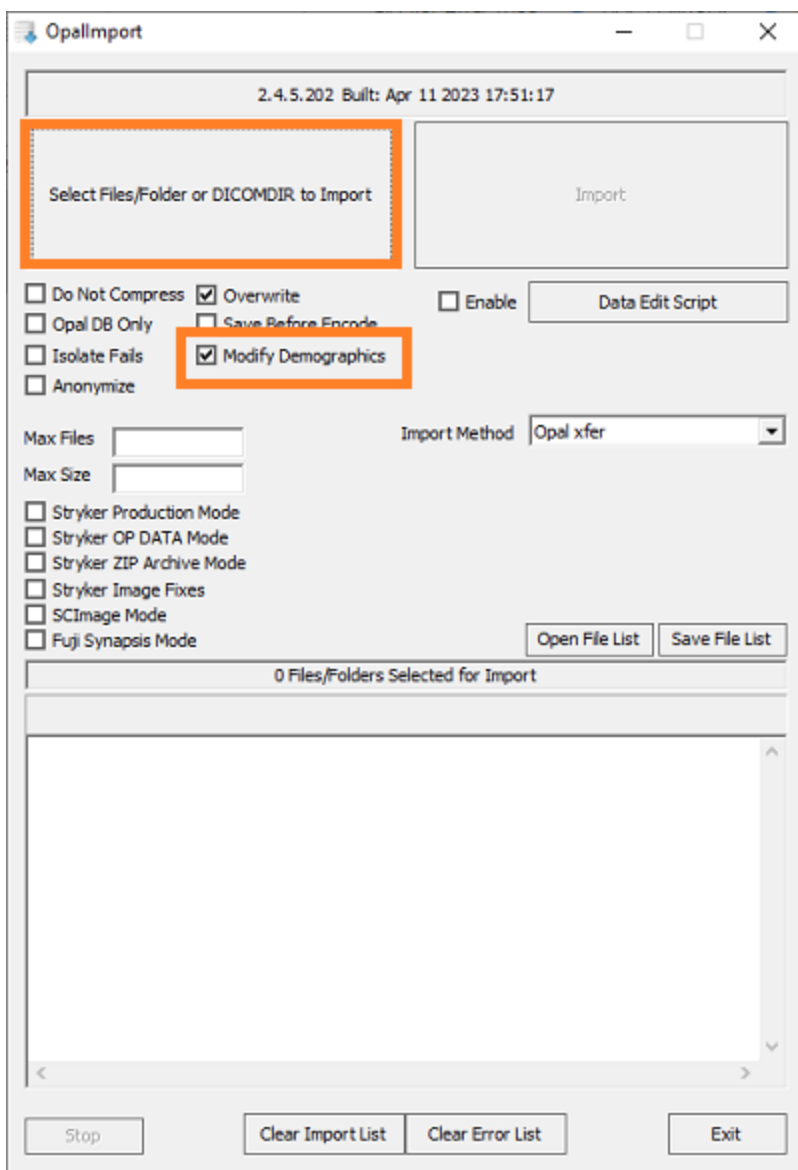 OpalImport
2.4.5.202 Built: Apr 11 2023 17:51:17
Select Files/Folder or DICOMDIR to Import
Import
Do Not Compress
Overwrite
Enable
Data Edit Script
Opal DB Only
Save Before Encode
Isolate Fails
Modify Demographics
Anonymize
Max Files
Import Method
Opal xfer
Max Size
Stryker Production Mode
Stryker OP DATA Mode
Stryker ZIP Archive Mode
Stryker Image Fixes
SCImage Mode
Fuji Synapsis Mode
Open File List
Save File List
0 Files/Folders Selected for Import
Stop
Clear Import List
Clear Error List
Exit